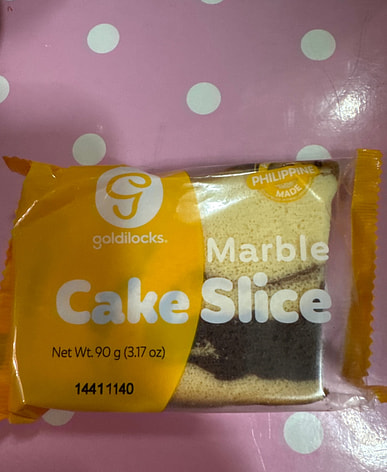 PHILIPPINE
MADE
goldilocks.
Marble
Cake Slice
Net Wt. 90 g (3.17 oz)
14411140